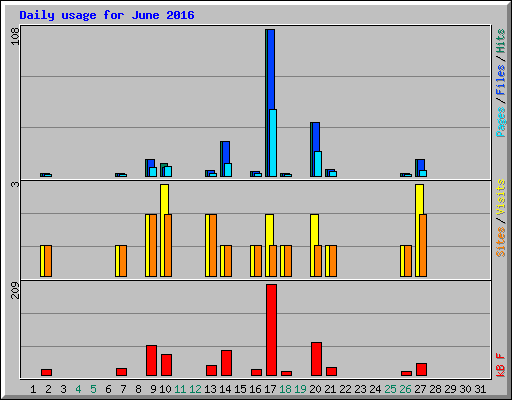 Daily usage for June 2016
108
3
209
Pages/Files/Hits
Sites/Visits
kB F
1 2 3 4 5 6 7 8 9 10 11 12 13 14 15 16 17 18 19 20 21 22 23 24 25 26 27 28 29 30 31